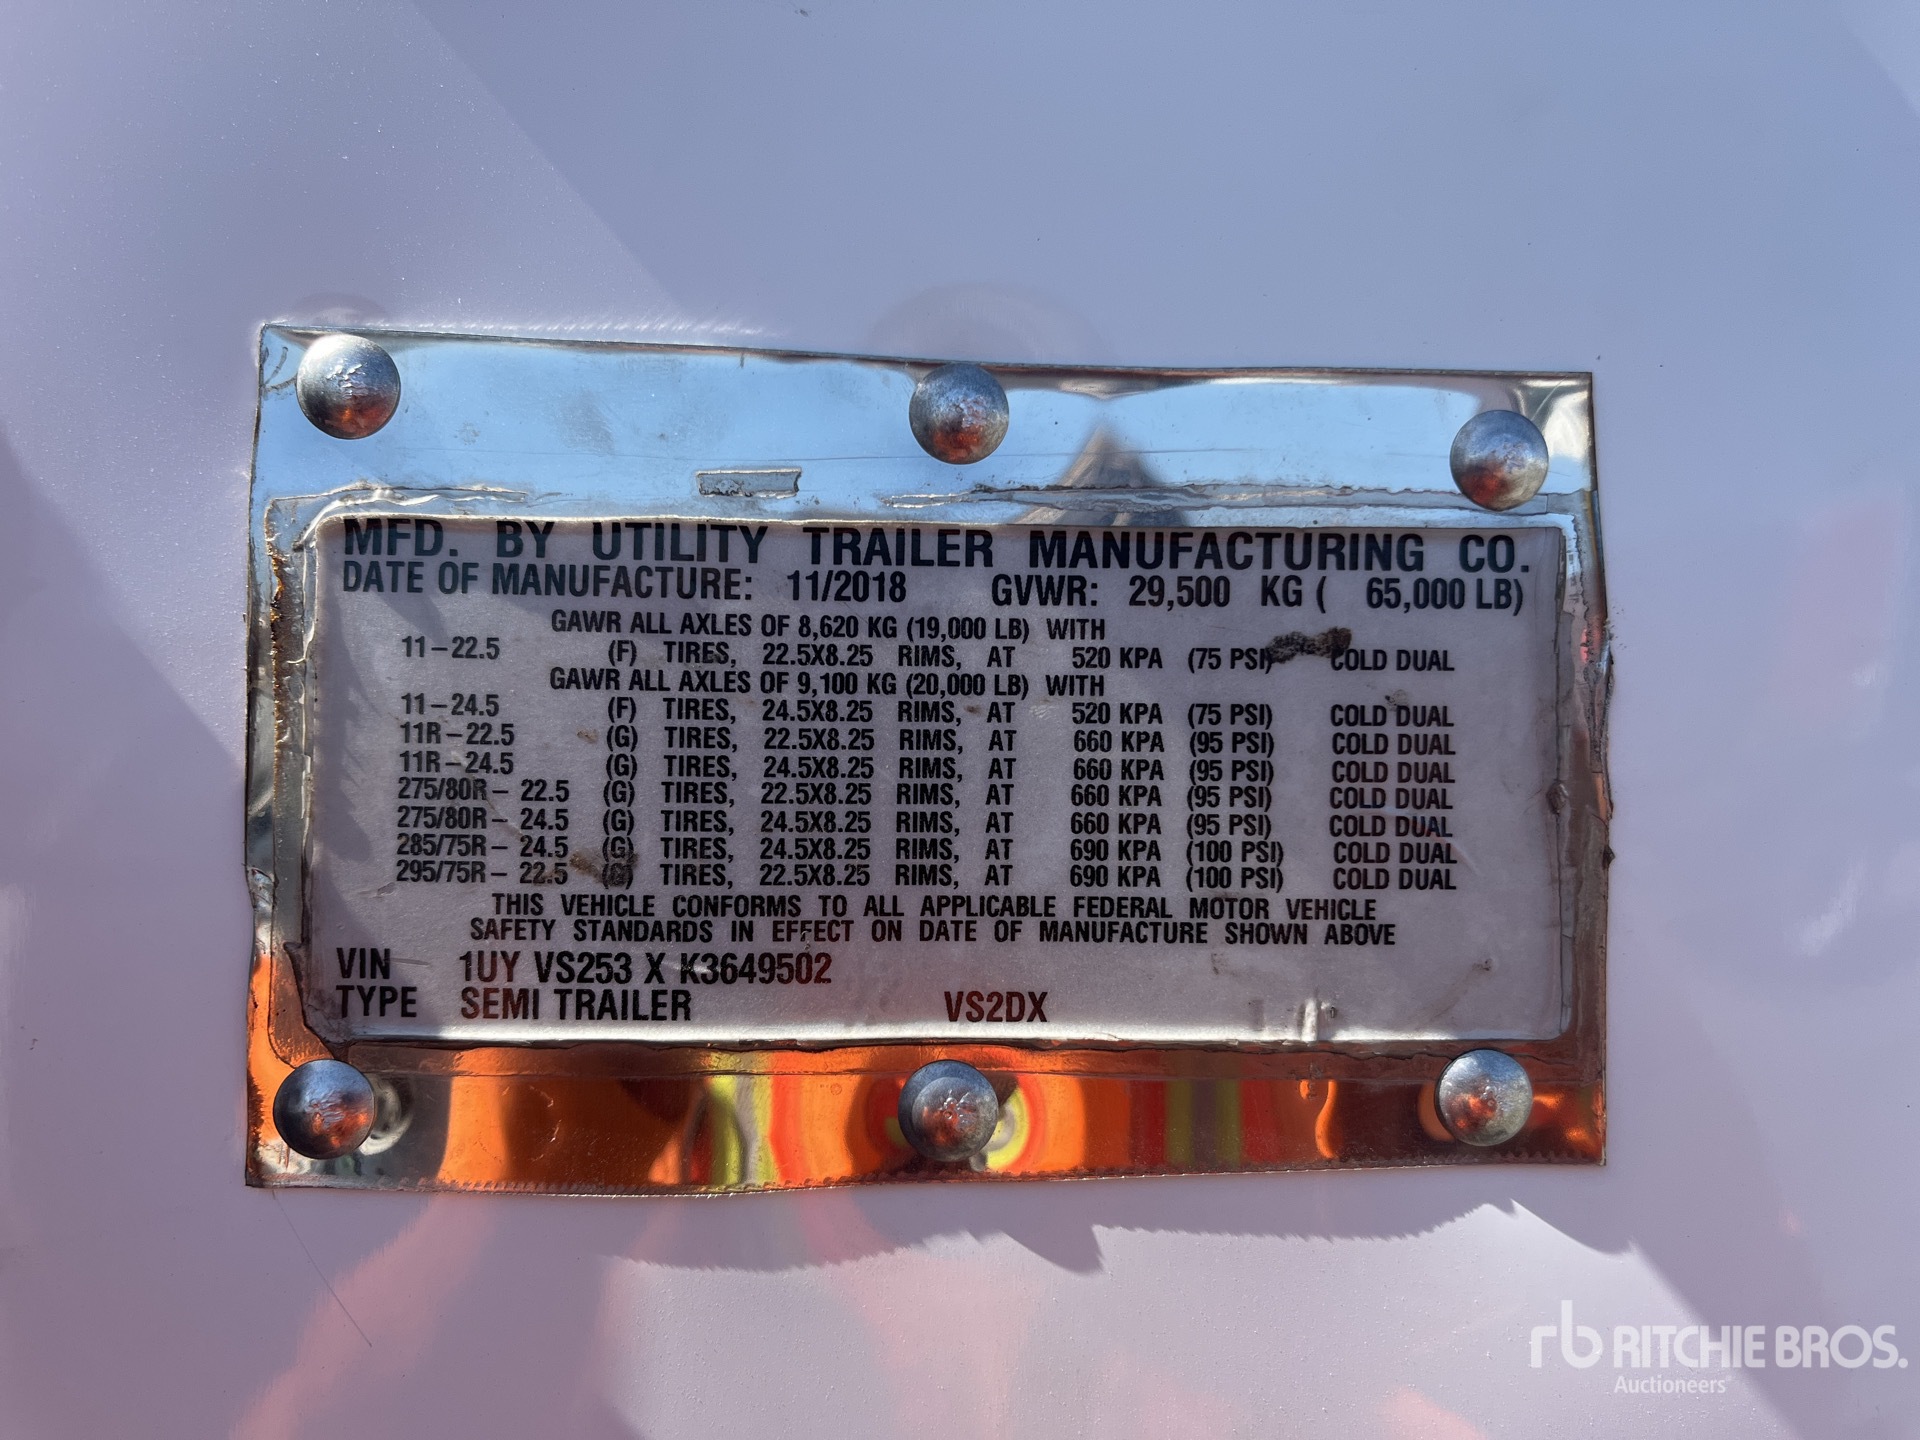 MFD. BY UTILITY TRAILER MANUFACTURING CO.
DATE OF MANUFACTURE: 11/2018 GVWR: 29,500 KG ( 65,000 LB)
GAWR ALL AXLES OF 8,620 KG (19,000 LB) WITH
11-22.5 (F) TIRES, 22.5X8.25 RIMS, AT 520 KPA (75 PSI) COLD DUAL
GAWR ALL AXLES OF 9,100 KG (20,000 LB) WITH
11-24.5 (F) TIRES, 24.5X8.25 RIMS, AT 520 KPA (75 PSI) COLD DUAL
11R-22.5 (G) TIRES, 22.5X8.25 RIMS, AT 660 KPA (95 PSI) COLD DUAL
11R-24.5 (G) TIRES, 24.5X8.25 RIMS, AT 660 KPA (95 PSI) COLD DUAL
275/80R-22.5 (G) TIRES, 22.5X8.25 RIMS, AT 660 KPA (95 PSI) COLD DUAL
275/80R-24.5 (G) TIRES, 24.5X8.25 RIMS, AT 660 KPA (95 PSI) COLD DUAL
285/75R-24.5 (G) TIRES, 24.5X8.25 RIMS, AT 690 KPA (100 PSI) COLD DUAL
295/75R-22.5 (G) TIRES, 22.5X8.25 RIMS, AT 690 KPA (100 PSI) COLD DUAL
THIS VEHICLE CONFORMS TO ALL APPLICABLE FEDERAL MOTOR VEHICLE
SAFETY STANDARDS IN EFFECT ON DATE OF MANUFACTURE SHOWN ABOVE
VIN 1UY VS253 X K3649502
TYPE SEMI TRAILER VS2DX
rb RITCHIE BROS.
Auctioneers